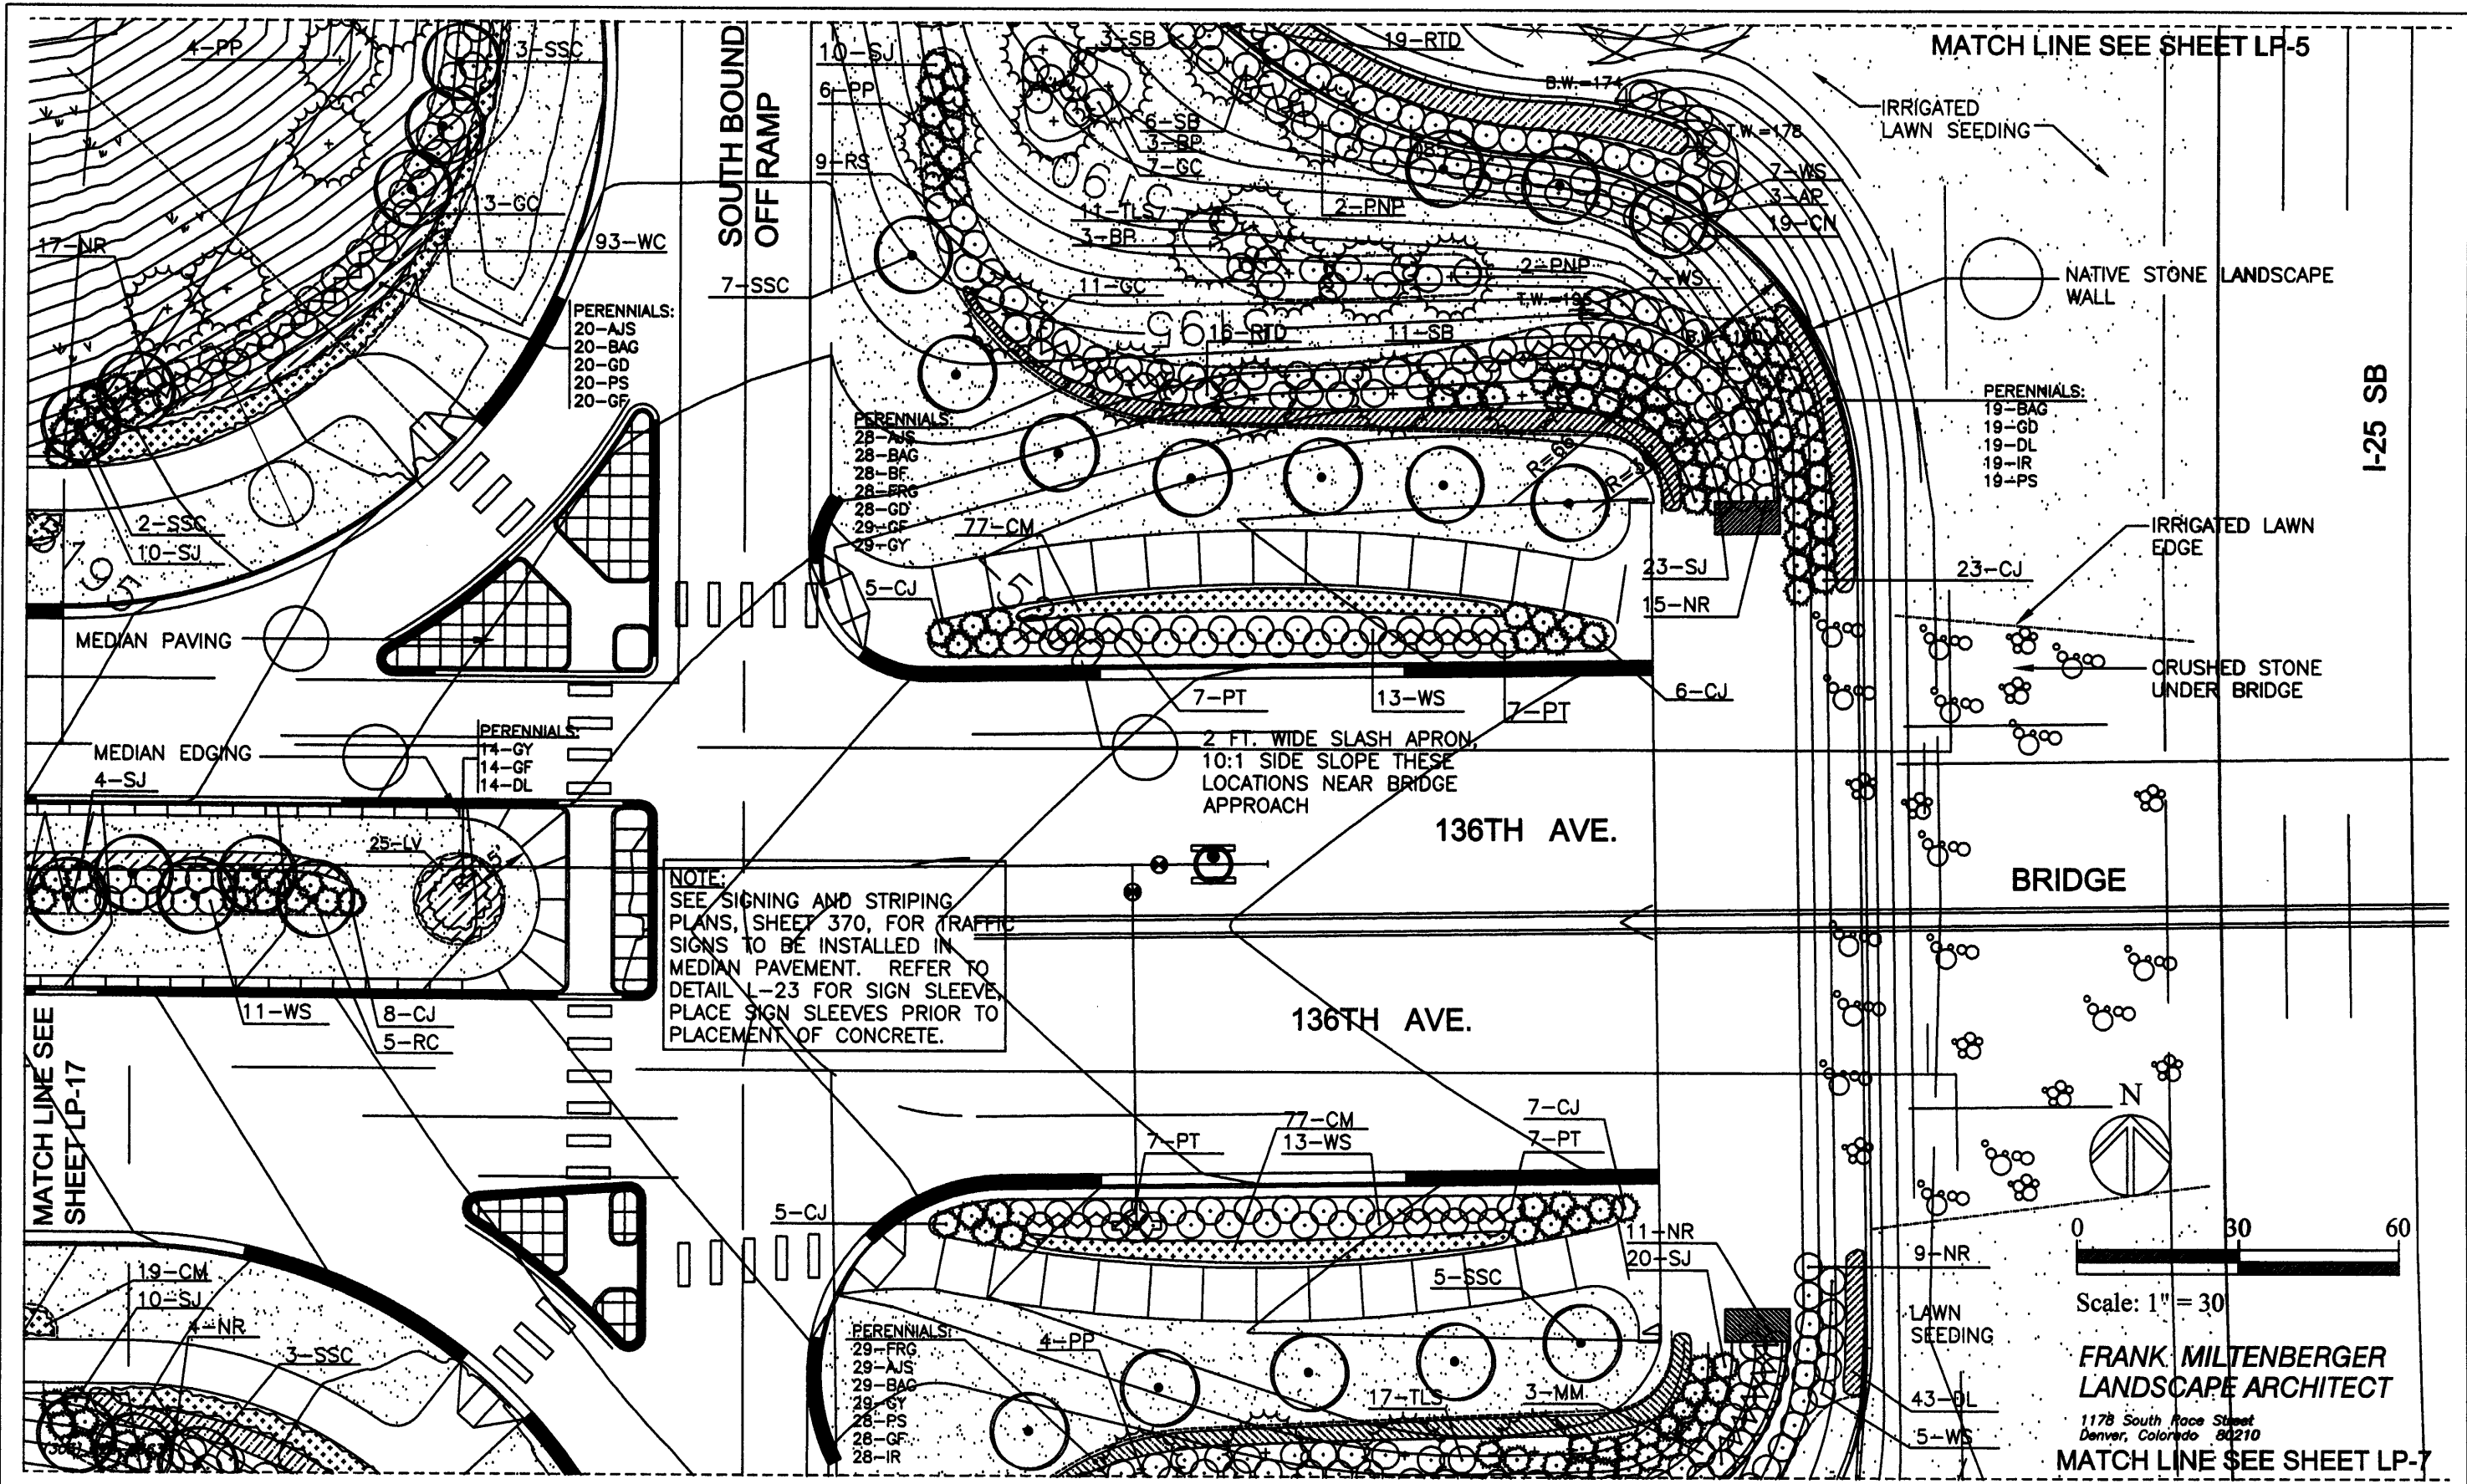 MATCH LINE SEE SHEET LP-5
4-PP
3-SSC
SOUTH BOUND
OFF RAMP
10-SJ
6-PP
9-RS
3-SB
19-RTD
B.W.=174
T.W.=178
6-SB
3-BP
7-GC
IRRIGATED
LAWN SEEDING
7-WS
3-AP
19-CN
2-PNP
11-TLS
3-BP
13-GC
93-WC
17-NR
7-SSC
11-GC
2-PNP
7-WS
16-RTD
11-SB
NATIVE STONE LANDSCAPE
WALL
I-25 SB
PERENNIALS:
20-AJS
20-BAG
20-GD
20-PS
20-GF
PERENNIALS:
28-AJS
28-BAG
28-BF
28-FRG
28-GD
29-GF
29-GY
PERENNIALS:
19-BAG
19-GD
19-DL
19-IR
19-PS
2-SSC
10-SJ
77-CM
5-CJ
23-SJ
15-NR
23-CJ
IRRIGATED LAWN
EDGE
MEDIAN PAVING
CRUSHED STONE
UNDER BRIDGE
7-PT
13-WS
7-PT
6-CJ
2 FT. WIDE SLASH APRON,
10:1 SIDE SLOPE THESE
LOCATIONS NEAR BRIDGE
APPROACH
MEDIAN EDGING
4-SJ
PERENNIALS:
14-GY
14-GF
14-DL
25-LV
136TH AVE.
BRIDGE
NOTE:
SEE SIGNING AND STRIPING
PLANS, SHEET 370, FOR TRAFFIC
SIGNS TO BE INSTALLED IN
MEDIAN PAVEMENT. REFER TO
DETAIL L-23 FOR SIGN SLEEVE,
PLACE SIGN SLEEVES PRIOR TO
PLACEMENT OF CONCRETE.
11-WS
8-CJ
5-RC
136TH AVE.
MATCH LINE SEE
SHEET LP-17
7-PT
77-CM
13-WS
7-CJ
7-PT
5-CJ
11-NR
20-SJ
5-SSC
N
0 30 60
Scale: 1" = 30
9-NR
LAWN
SEEDING
19-CM
10-SJ
4-NR
3-SSC
PERENNIALS:
29-FRG
29-AJS
29-BAG
29-GY
28-PS
28-GF
28-IR
4-PP
17-TLS
3-MM
43-DL
5-WS
FRANK MILTENBERGER
LANDSCAPE ARCHITECT
1178 South Race Street
Denver, Colorado 80210
MATCH LINE SEE SHEET LP-7